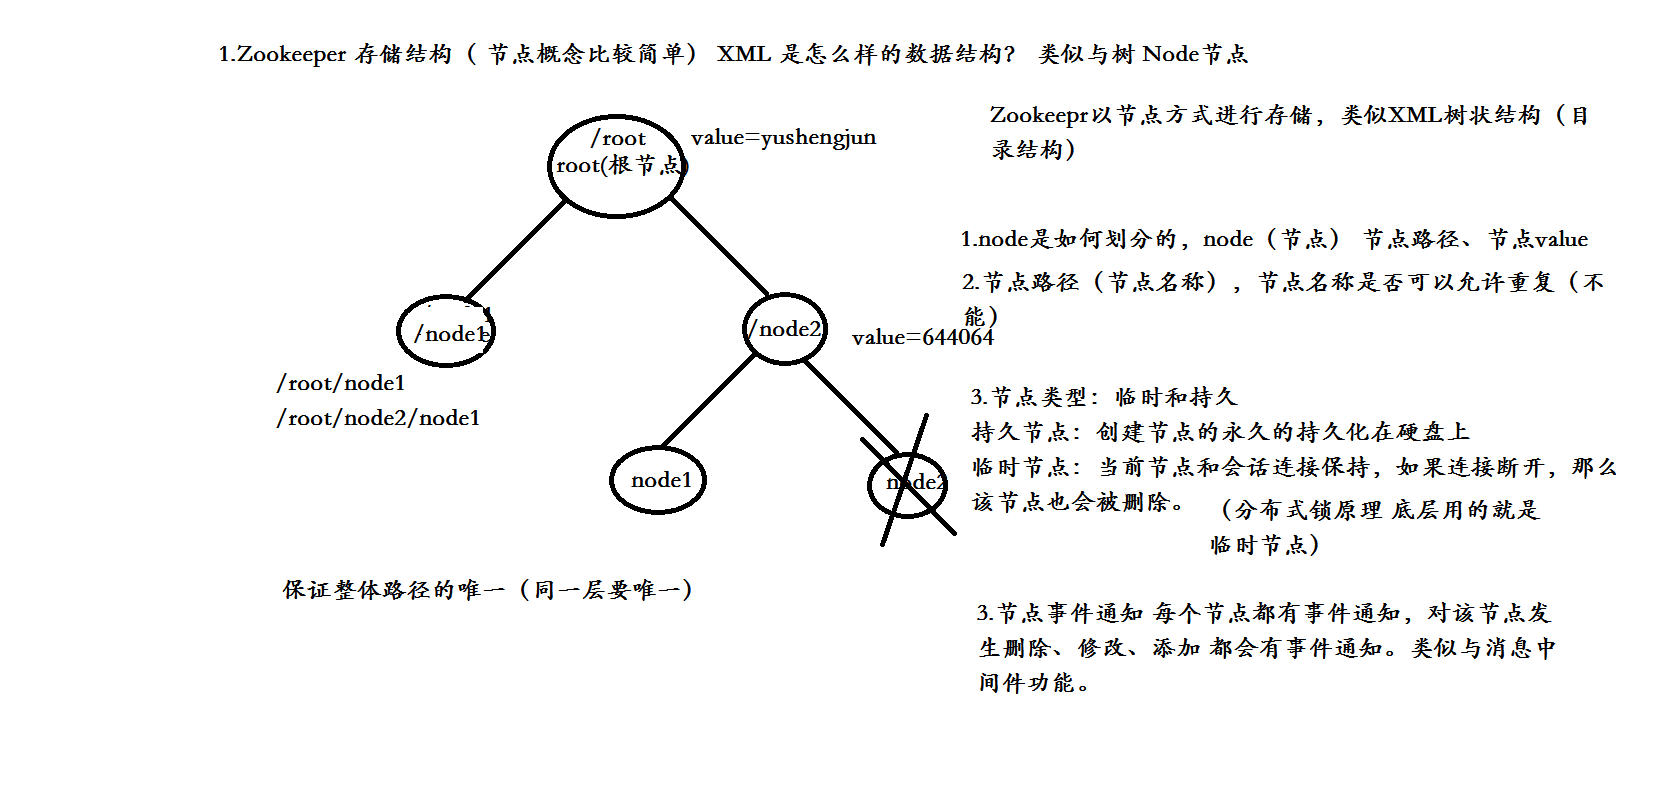 1.Zookeeper 存储结构（ 节点概念比较简单） XML 是怎么样的数据结构？ 类似与树 Node节点
/root
root(根节点)
value=yushengjun
Zookeepr以节点方式进行存储，类似XML树状结构（目
录结构）
1.node是如何划分的，node（节点） 节点路径、节点value
2.节点路径（节点名称），节点名称是否可以允许重复（不
能）
/node1
/node2
value=644064
/root/node1
/root/node2/node1
3.节点类型：临时和持久
持久节点：创建节点的永久的持久化在硬盘上
临时节点：当前节点和会话连接保持，如果连接断开，那么
该节点也会被删除。
（分布式锁原理 底层用的就是
临时节点）
node1
node2
保证整体路径的唯一（同一层要唯一）
3.节点事件通知 每个节点都有事件通知，对该节点发
生删除、修改、添加 都会有事件通知。类似与消息中
间件功能。